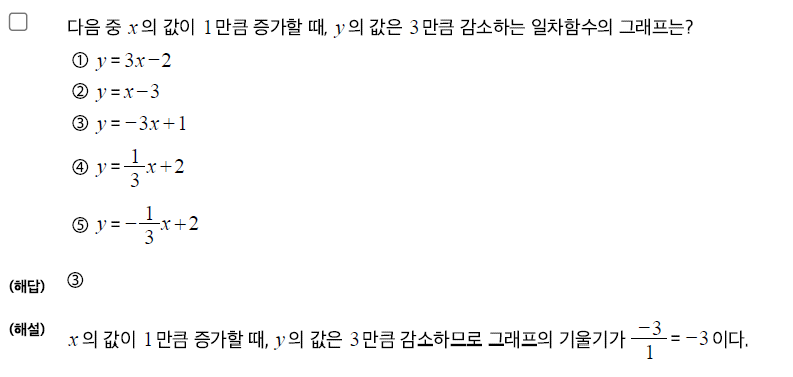 다음 중 x의 값이 1만큼 증가할 때, y의 값은 3만큼 감소하는 일차함수의 그래프는?
① y=3x−2
② y=x−3
③ y=−3x+1
④ y=1/3x+2
⑤ y=−1/3x+2
(해답) ③
(해설) x의 값이 1만큼 증가할 때, y의 값은 3만큼 감소하므로 그래프의 기울기가 −3/1=−3이다.